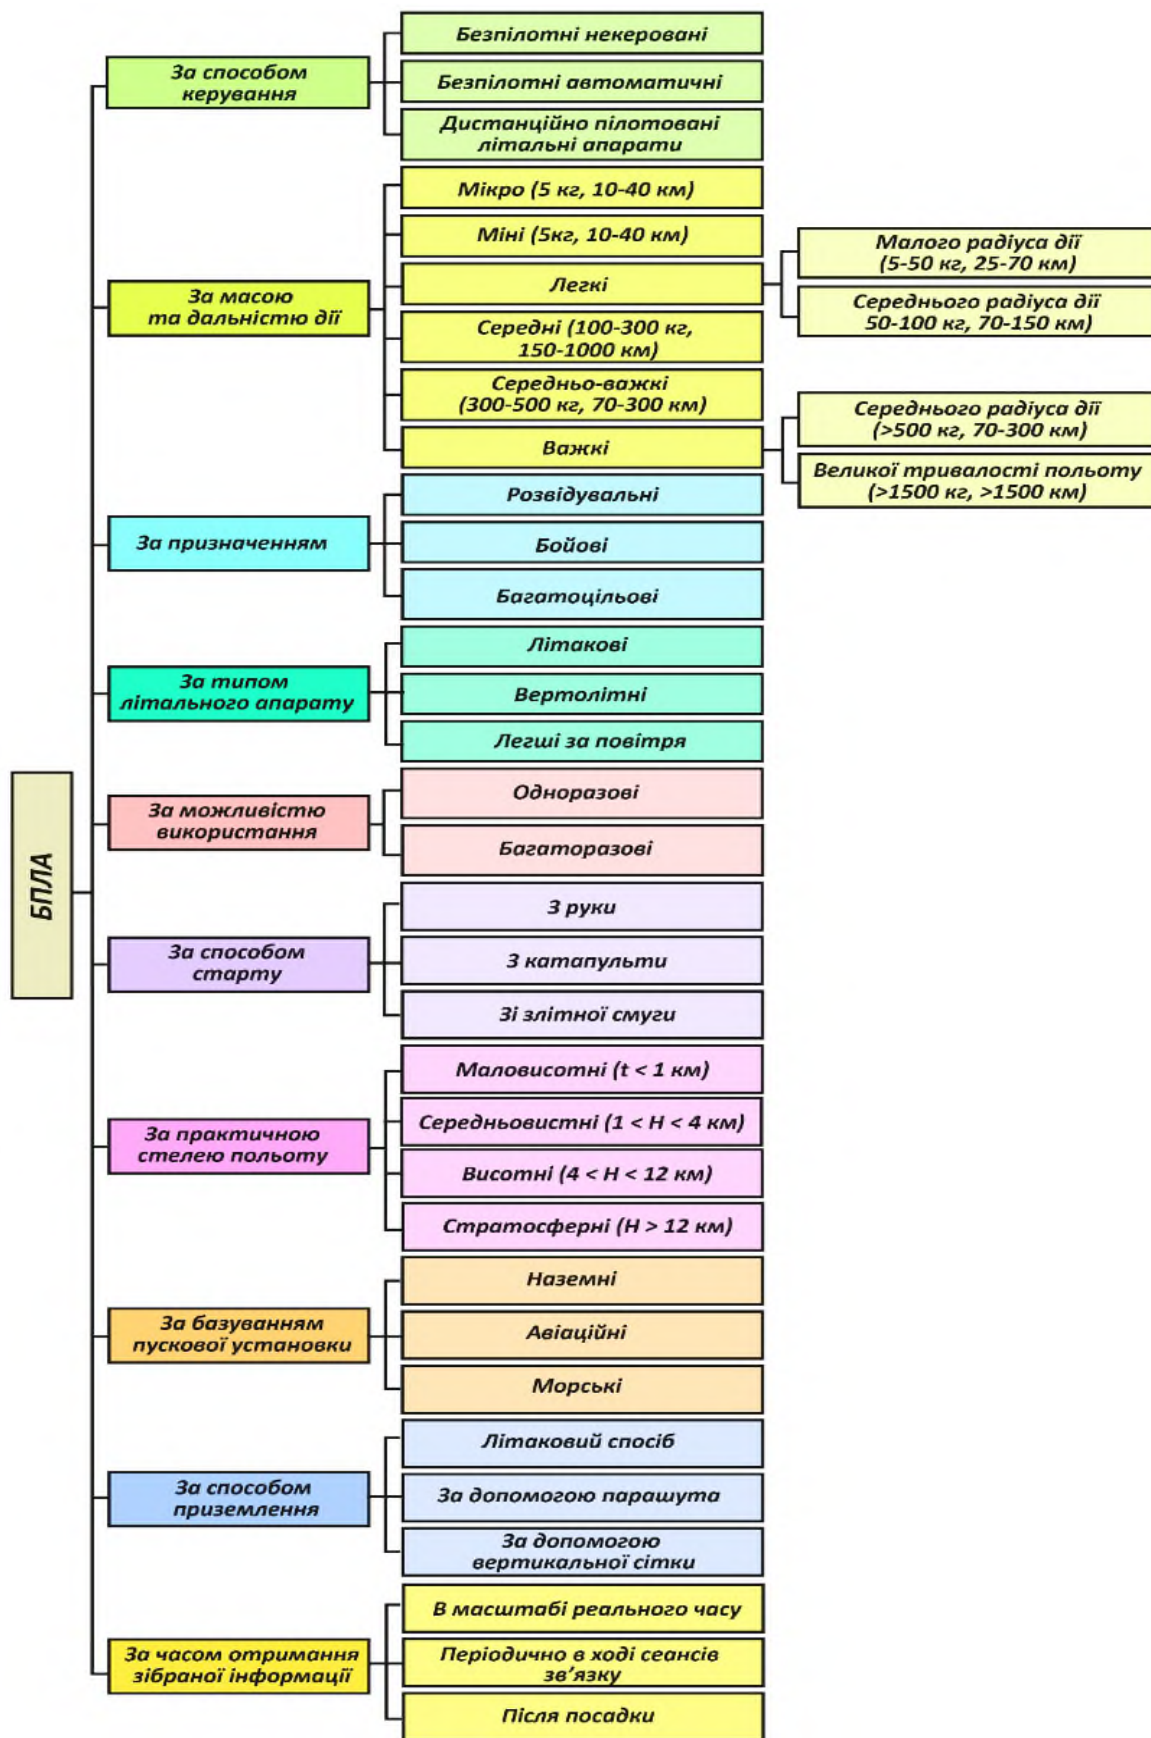 БПЛА
За способом
керування
Безпілотні некеровані
Безпілотні автоматичні
Дистанційно пілотовані
літальні апарати
За масою
та дальністю дії
Мікро (5 кг, 10-40 км)
Міні (5кг, 10-40 км)
Легкі
Малого радіуса дії
(5-50 кг, 25-70 км)
Середнього радіуса дії
50-100 кг, 70-150 км)
Середні (100-300 кг,
150-1000 км)
Середньо-важкі
(300-500 кг, 70-300 км)
Важкі
Середнього радіуса дії
(>500 кг, 70-300 км)
Великої тривалості польоту
(>1500 кг, >1500 км)
За призначенням
Розвідувальні
Бойові
Багатоцільові
За типом
літального апарату
Літакові
Вертолітні
Легші за повітря
За можливістю
використання
Одноразові
Багаторазові
За способом
старту
З руки
З катапульти
Зі злітної смуги
За практичною
стелею польоту
Маловисотні (t < 1 км)
Середньовистні (1 < H < 4 км)
Висотні (4 < H < 12 км)
Стратосферні (H > 12 км)
За базуванням
пускової установки
Наземні
Авіаційні
Морські
За способом
приземлення
Літаковий спосіб
За допомогою парашута
За допомогою
вертикальної сітки
За часом отримання
зібраної інформації
В масштабі реального часу
Періодично в ході сеансів
зв’язку
Після посадки